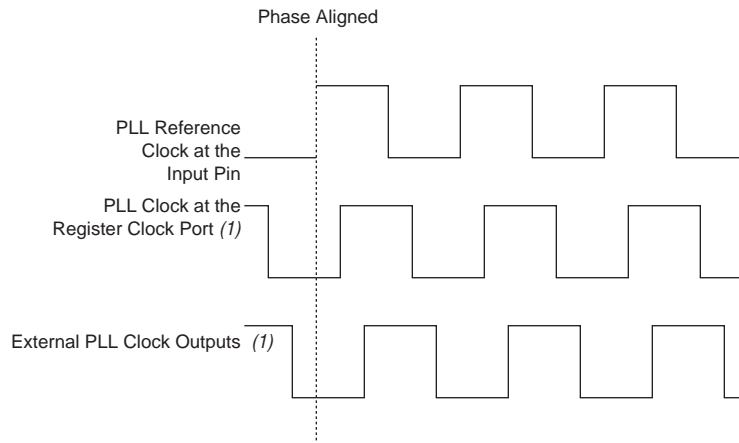 Phase Aligned
PLL Reference
Clock at the
Input Pin
PLL Clock at the
Register Clock Port (1)
External PLL Clock Outputs (1)